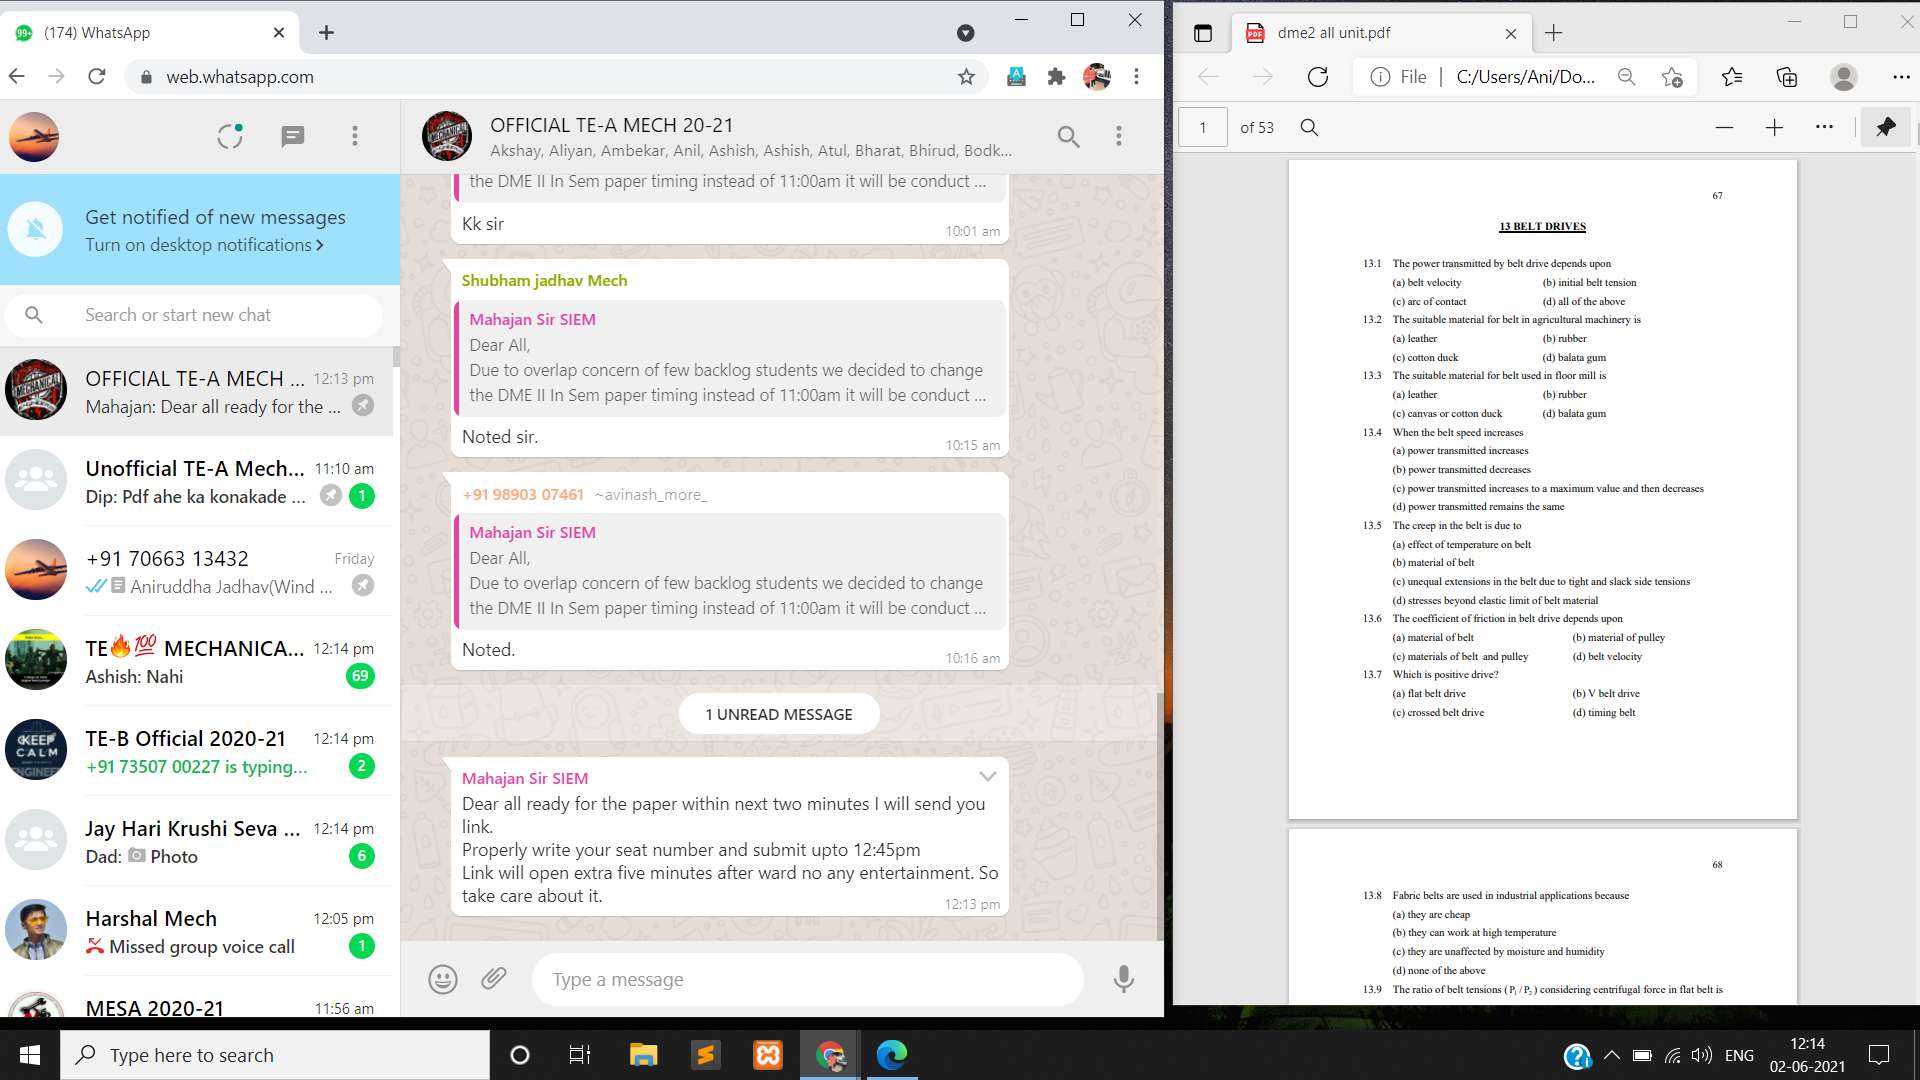 (174) WhatsApp
web.whatsapp.com
Get notified of new messages
Turn on desktop notifications >
Search or start new chat
OFFICIAL TE-A MECH ... 12:13 pm
Mahajan: Dear all ready for the ...
Unofficial TE-A Mech... 11:10 am
Dip: Pdf ahe ka konakade ... 1
+91 70663 13432 Friday
Aniruddha Jadhav(Wind ...
TE🔥💯 MECHANICA... 12:14 pm
Ashish: Nahi 69
TE-B Official 2020-21 12:14 pm
+91 73507 00227 is typing... 2
Jay Hari Krushi Seva ... 12:14 pm
Dad: Photo 6
Harshal Mech 12:05 pm
Missed group voice call 1
MESA 2020-21 11:56 am
KEEP
CALM
OFFICIAL TE-A MECH 20-21
Akshay, Aliyan, Ambekar, Anil, Ashish, Ashish, Atul, Bharat, Bhirud, Bodk...
the DME II In Sem paper timing instead of 11:00am it will be conduct ...
Kk sir
10:01 am
Shubham jadhav Mech
Mahajan Sir SIEM
Dear All,
Due to overlap concern of few backlog students we decided to change
the DME II In Sem paper timing instead of 11:00am it will be conduct ...
Noted sir.
10:15 am
+91 98903 07461 ~avinash_more_
Mahajan Sir SIEM
Dear All,
Due to overlap concern of few backlog students we decided to change
the DME II In Sem paper timing instead of 11:00am it will be conduct ...
Noted.
10:16 am
1 UNREAD MESSAGE
Mahajan Sir SIEM
Dear all ready for the paper within next two minutes I will send you
link.
Properly write your seat number and submit upto 12:45pm
Link will open extra five minutes after ward no any entertainment. So
take care about it.
12:13 pm
Type a message
dme2 all unit.pdf
File | C:/Users/Ani/Do...
1 of 53
67
13 BELT DRIVES
13.1 The power transmitted by belt drive depends upon
(a) belt velocity (b) initial belt tension
(c) arc of contact (d) all of the above
13.2 The suitable material for belt in agricultural machinery is
(a) leather (b) rubber
(c) cotton duck (d) balata gum
13.3 The suitable material for belt used in floor mill is
(a) leather (b) rubber
(c) canvas or cotton duck (d) balata gum
13.4 When the belt speed increases
(a) power transmitted increases
(b) power transmitted decreases
(c) power transmitted increases to a maximum value and then decreases
(d) power transmitted remains the same
13.5 The creep in the belt is due to
(a) effect of temperature on belt
(b) material of belt
(c) unequal extensions in the belt due to tight and slack side tensions
(d) stresses beyond elastic limit of belt material
13.6 The coefficient of friction in belt drive depends upon
(a) material of belt (b) material of pulley
(c) materials of belt and pulley (d) belt velocity
13.7 Which is positive drive?
(a) flat belt drive (b) V belt drive
(c) crossed belt drive (d) timing belt
68
13.8 Fabric belts are used in industrial applications because
(a) they are cheap
(b) they can work at high temperature
(c) they are unaffected by moisture and humidity
(d) none of the above
13.9 The ratio of belt tensions (P₁ / P₂) considering centrifugal force in flat belt is
Type here to search
ENG
12:14
02-06-2021